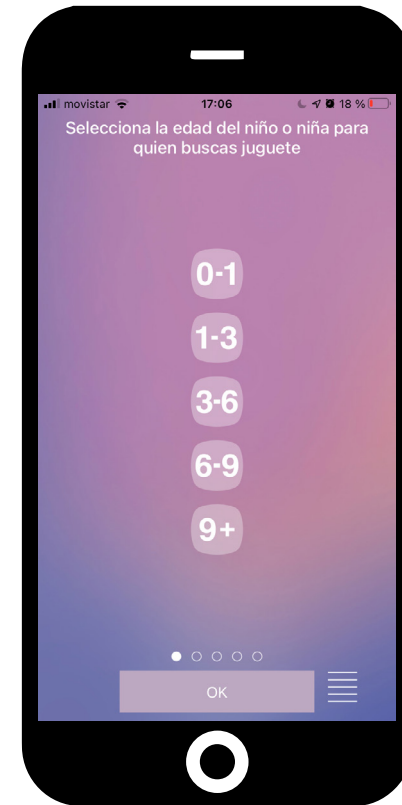 movistar 17:06 18 %
Selecciona la edad del niño o niña para
quien buscas juguete
0-1
1-3
3-6
6-9
9+
OK